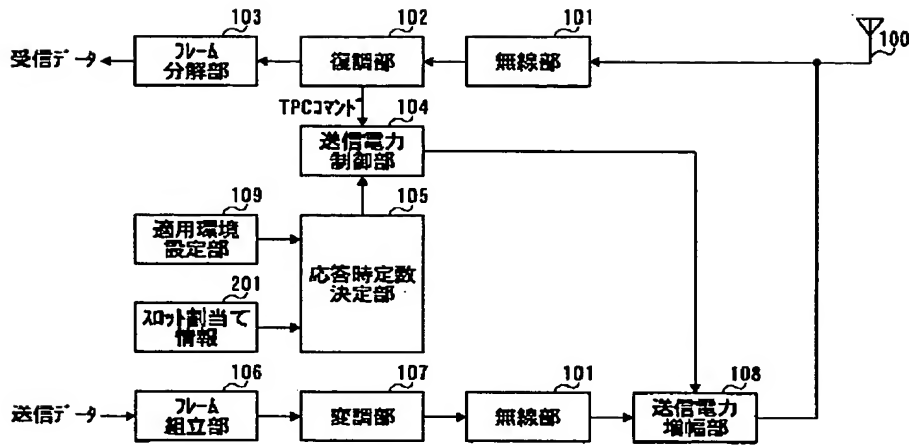 103
102
101
100
受信データ
フレーム
分解部
復調部
無線部
TPCコマンド
104
送信電力
制御部
109
105
適用環境
設定部
応答時定数
決定部
201
スロット割当て
情報
106
107
101
108
送信データ
フレーム
組立部
変調部
無線部
送信電力
増幅部